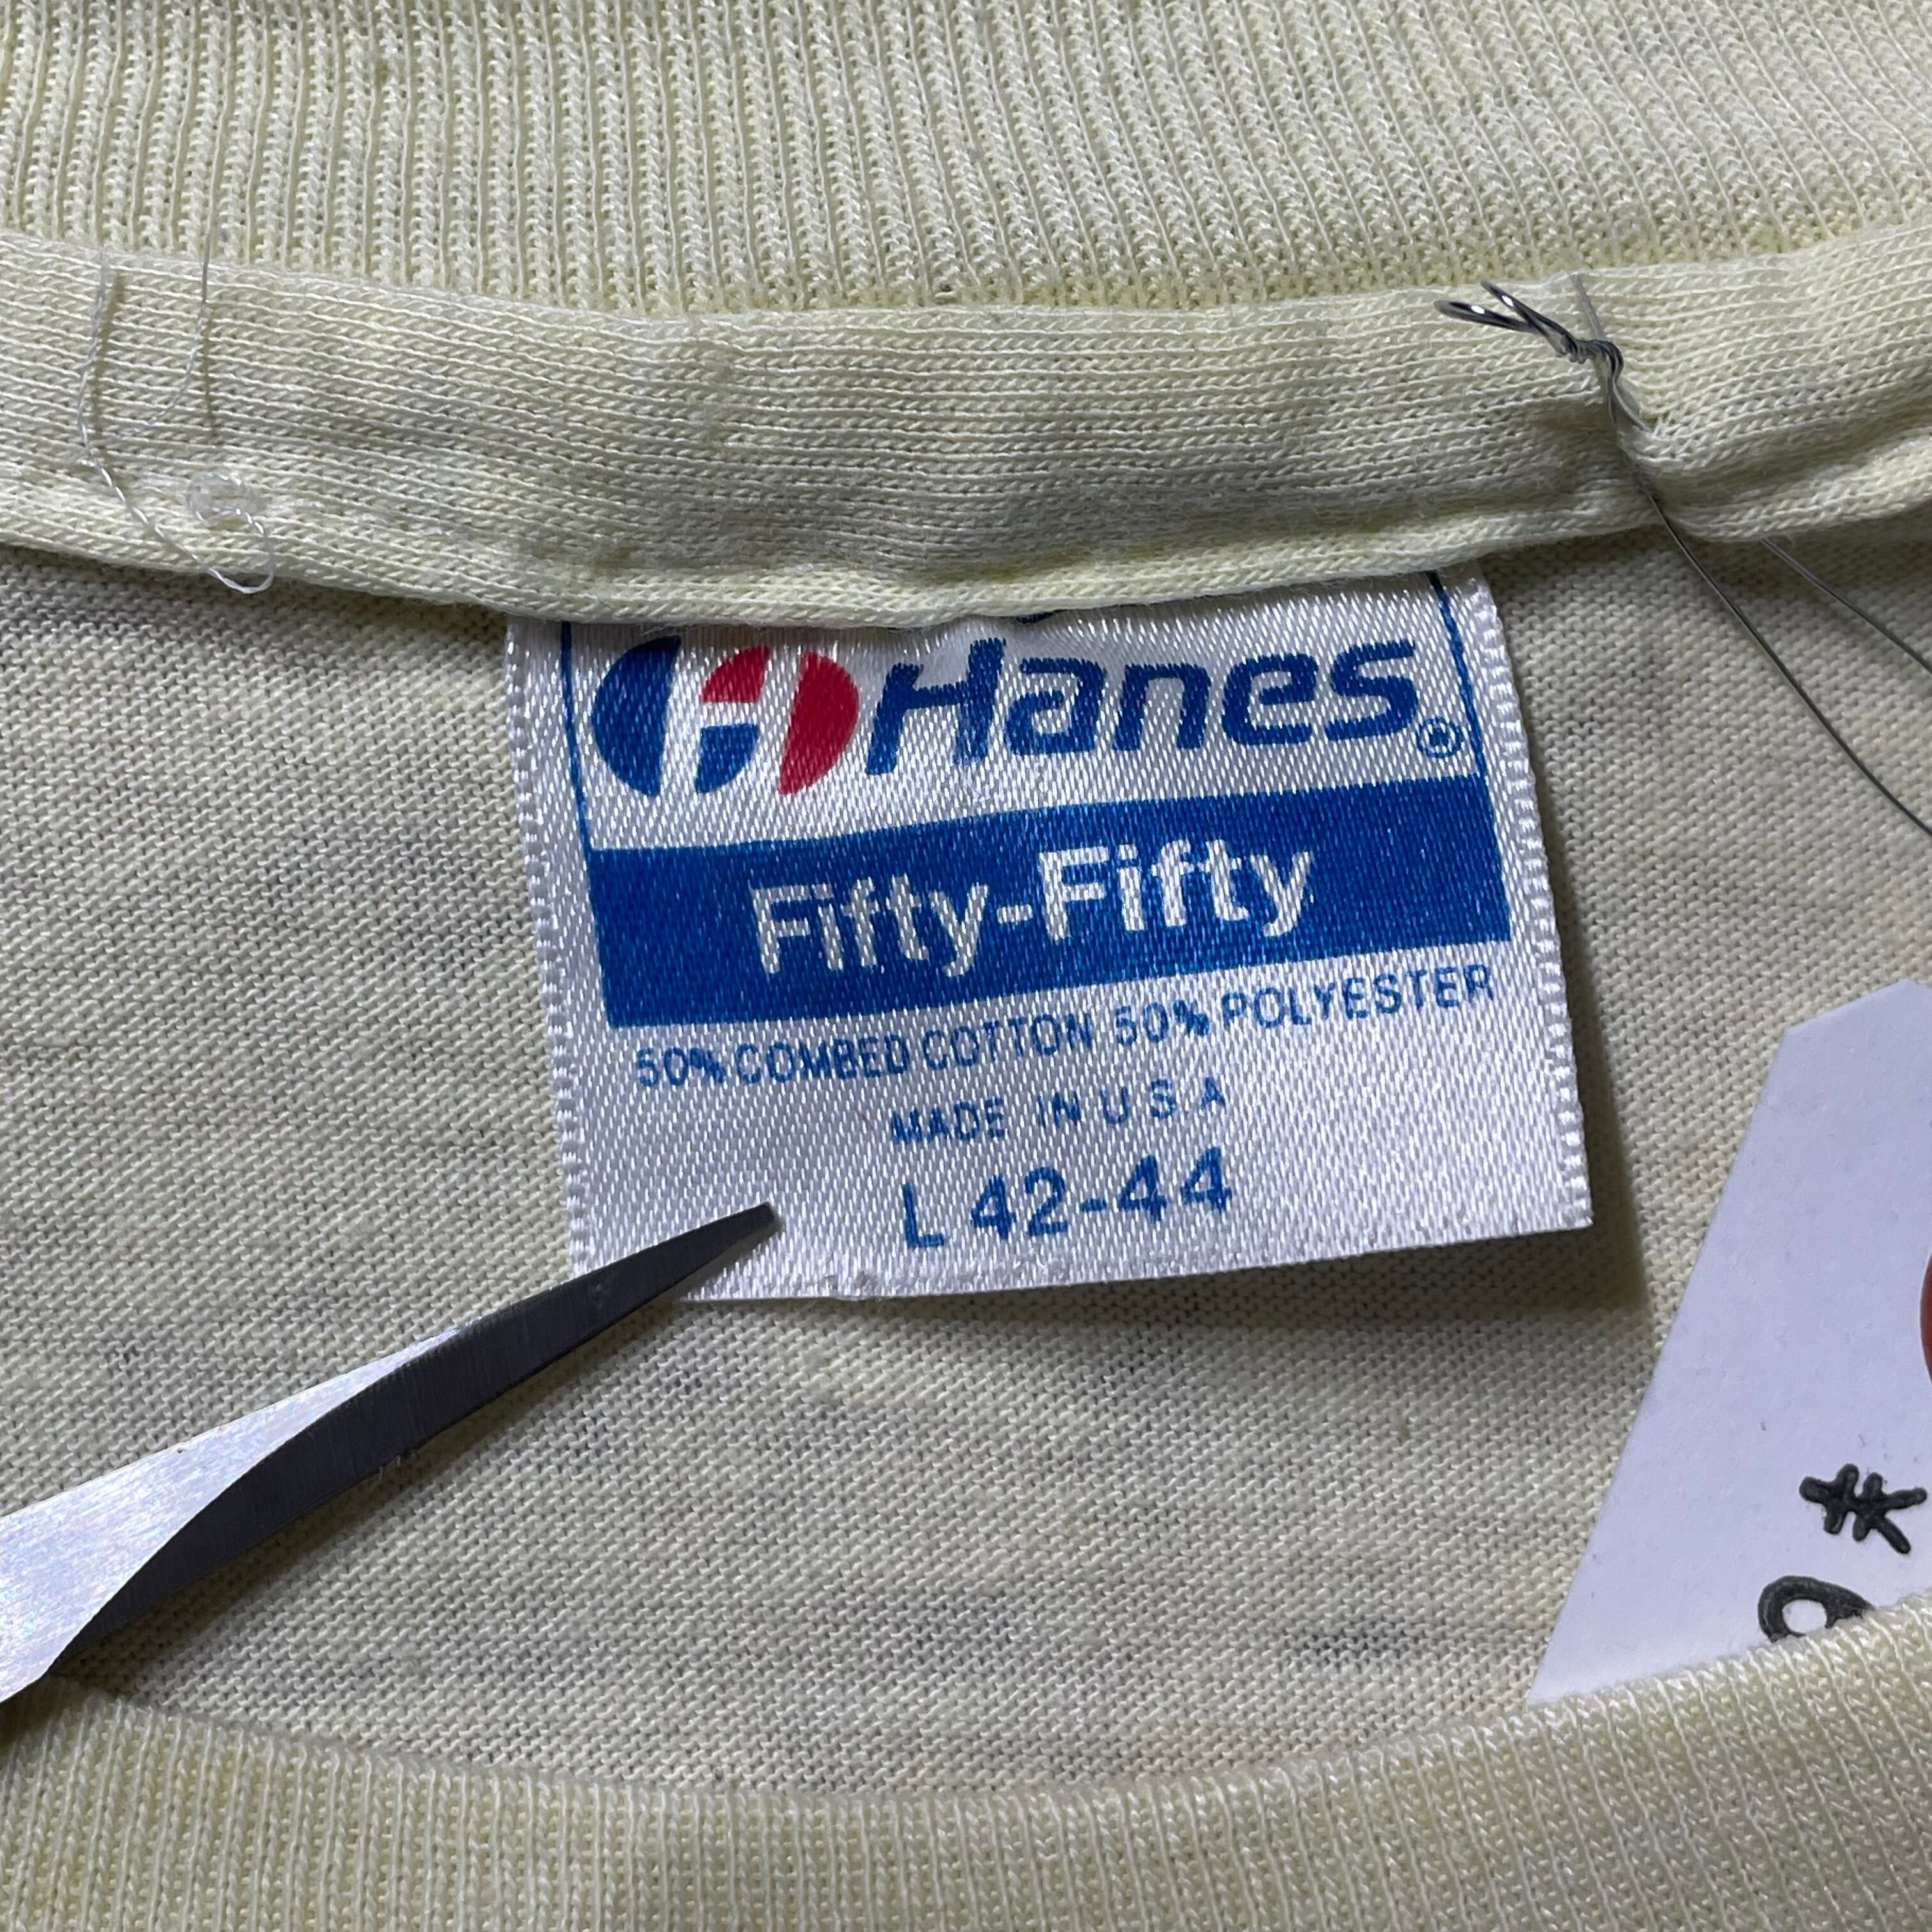 Hanes®
Fifty-Fifty
50% COMBED COTTON 50% POLYESTER
MADE IN U S A
L 42-44